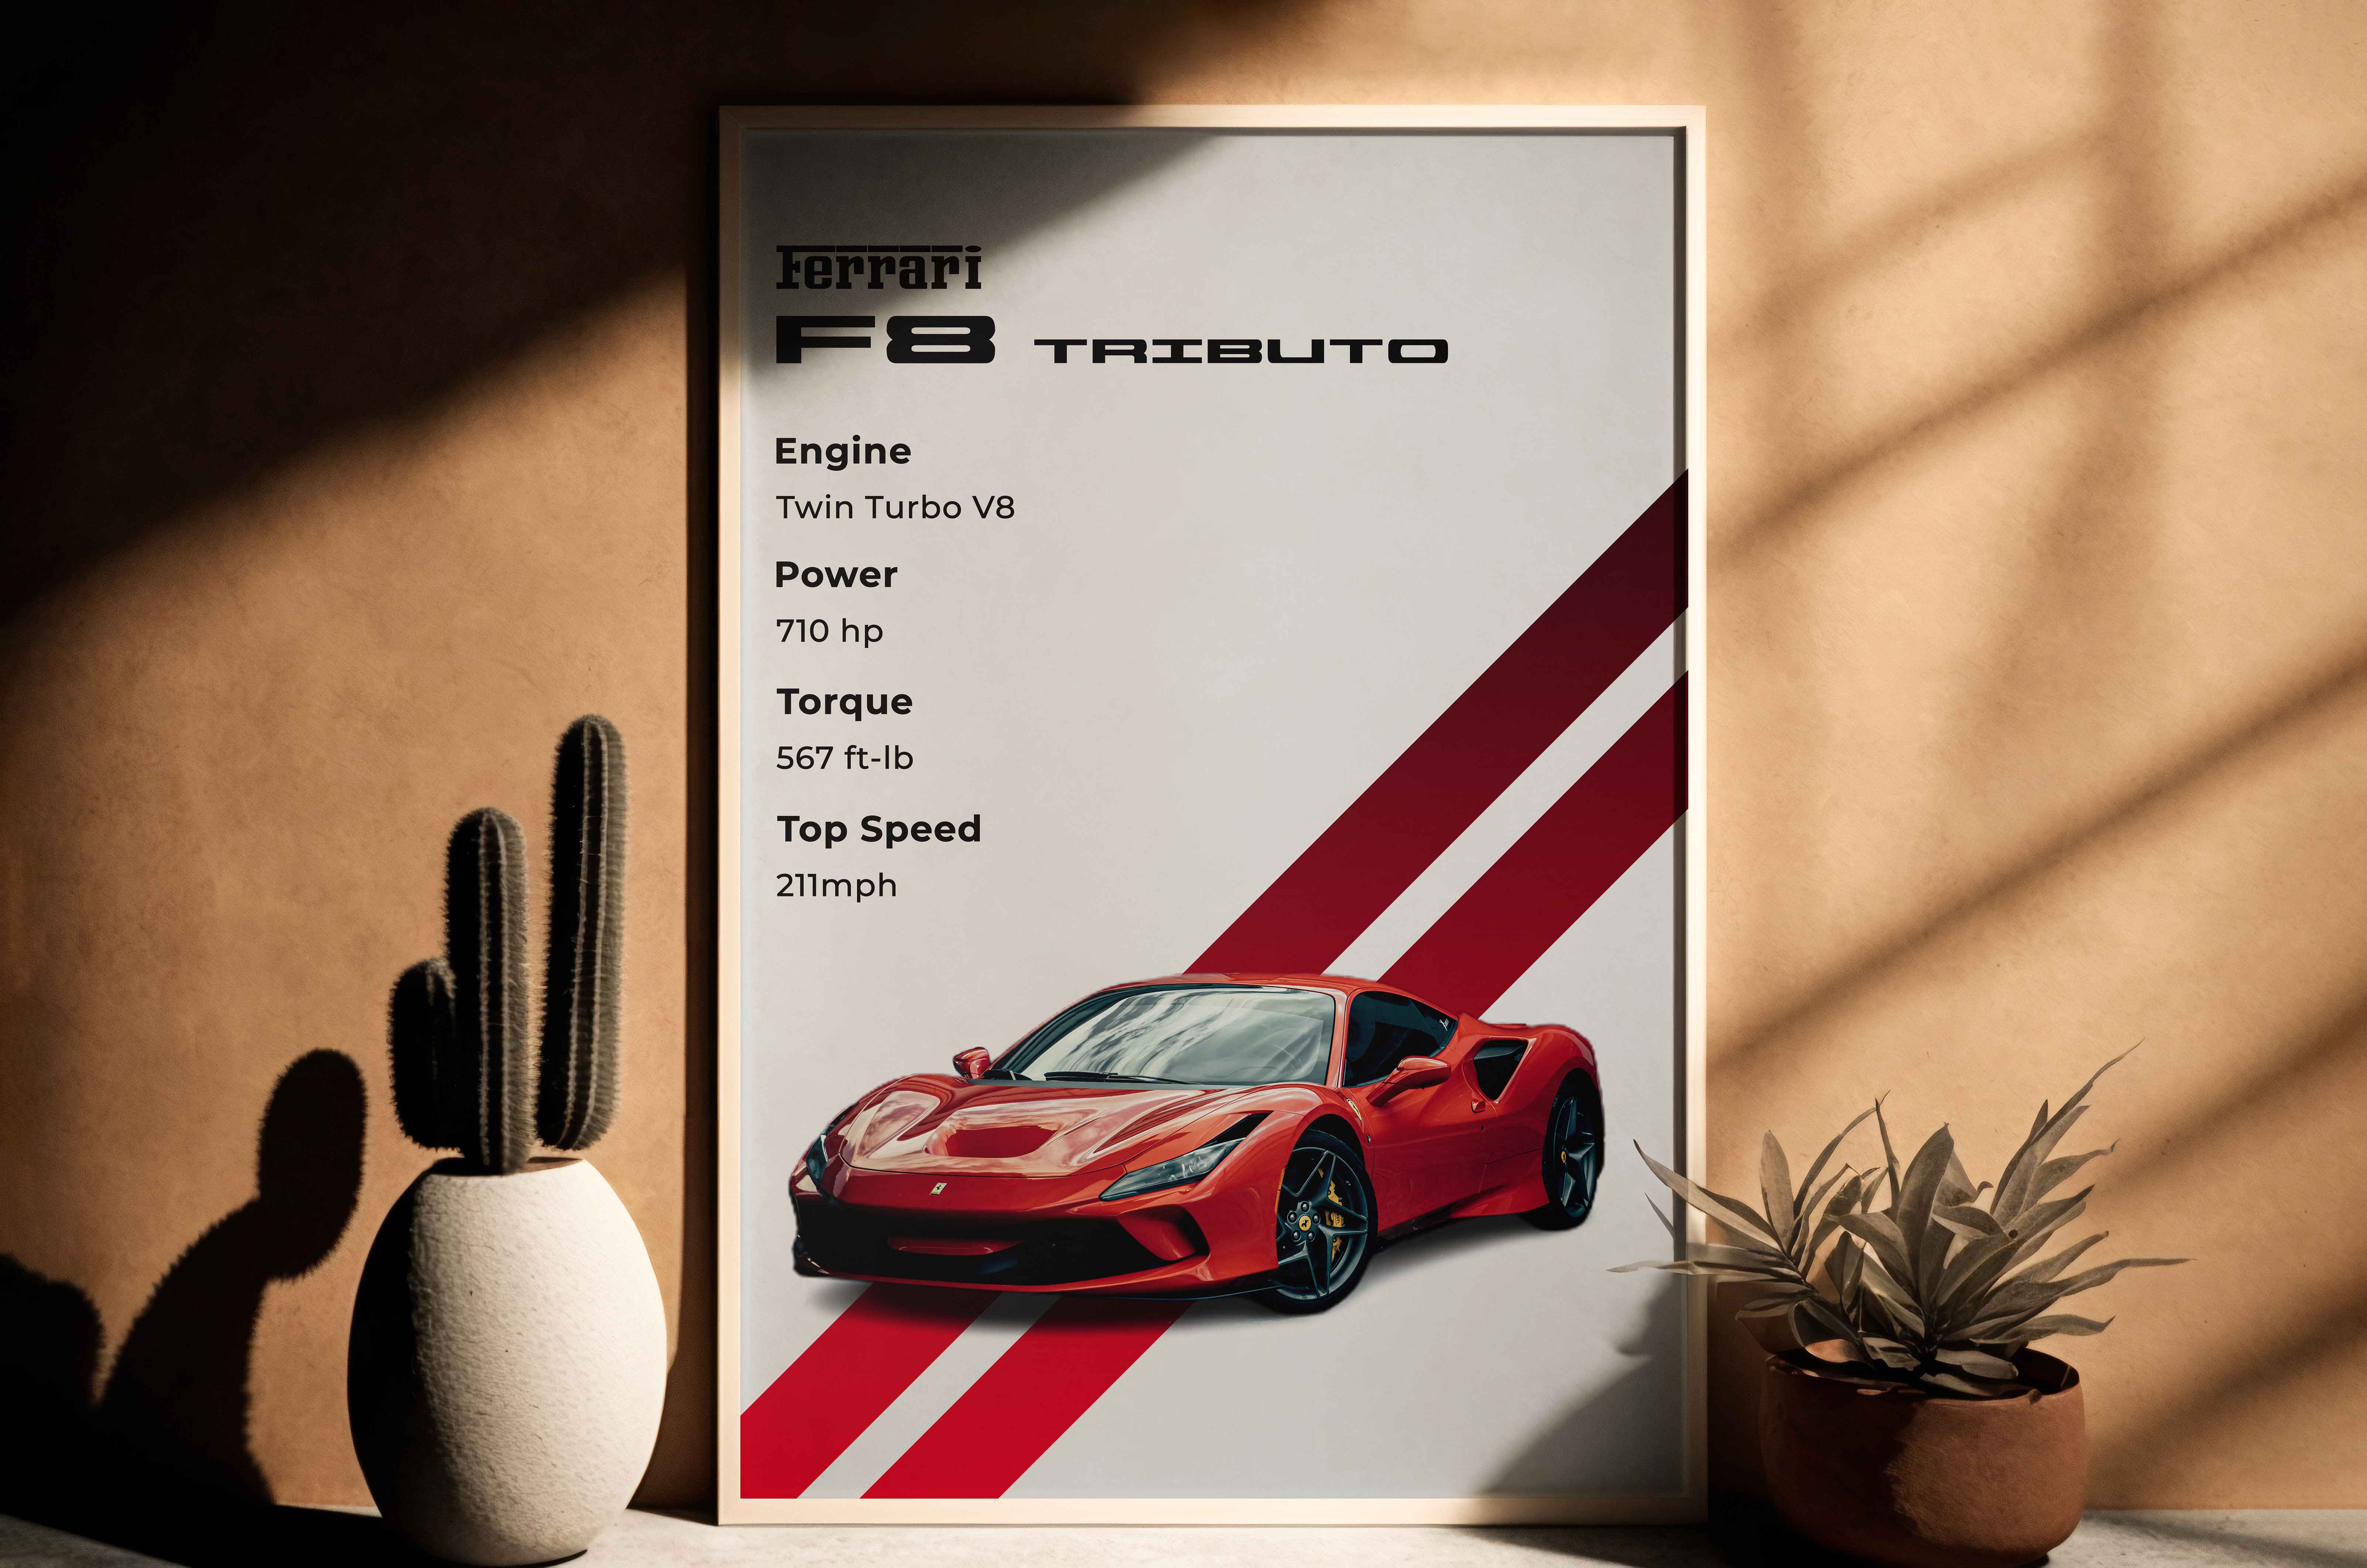 Ferrari
F8 TRIBUTO
Engine
Twin Turbo V8
Power
710 hp
Torque
567 ft-lb
Top Speed
211mph